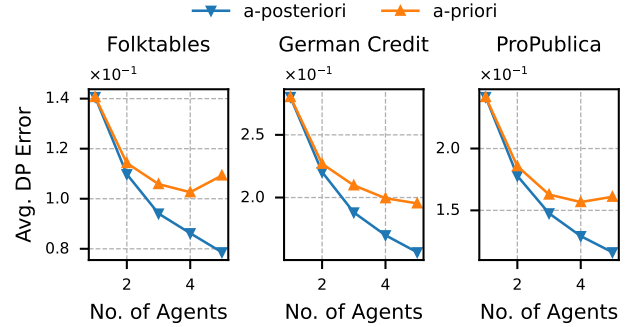 a-posteriori a-priori
Folktables German Credit ProPublica
×10⁻¹ ×10⁻¹ ×10⁻¹
Avg. DP Error
1.4
1.2
1.0
0.8
2.5
2.0
2.0
1.5
2 4 2 4 2 4
No. of Agents No. of Agents No. of Agents